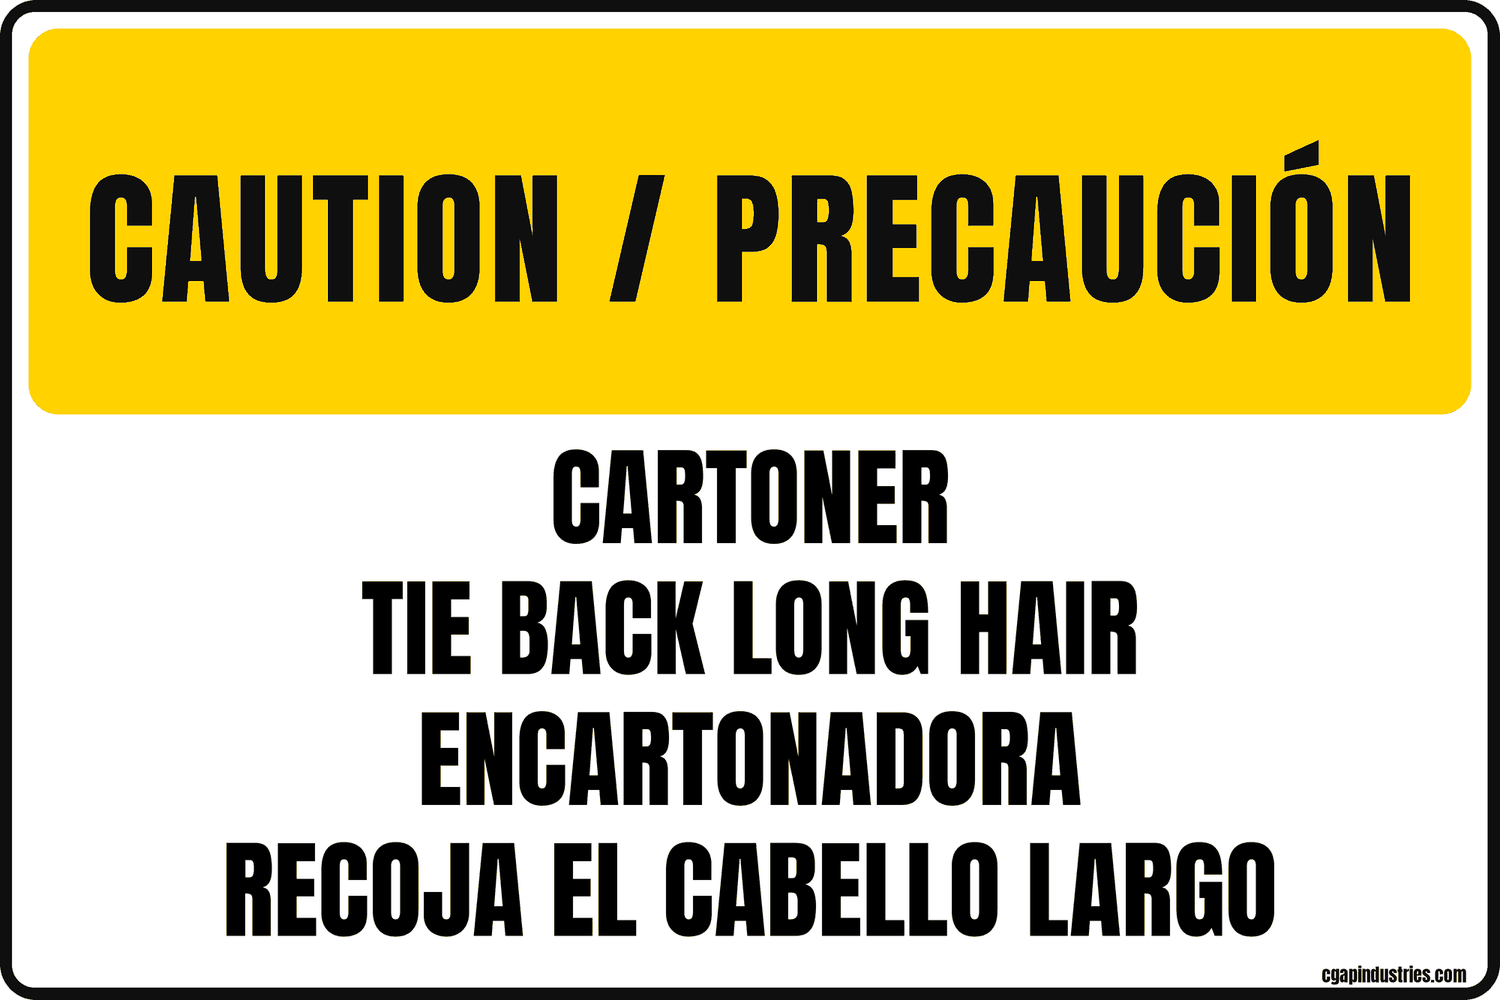 CAUTION / PRECAUCIÓN
CARTONER
TIE BACK LONG HAIR
ENCARTONADORA
RECOJA EL CABELLO LARGO
cgapindustries.com